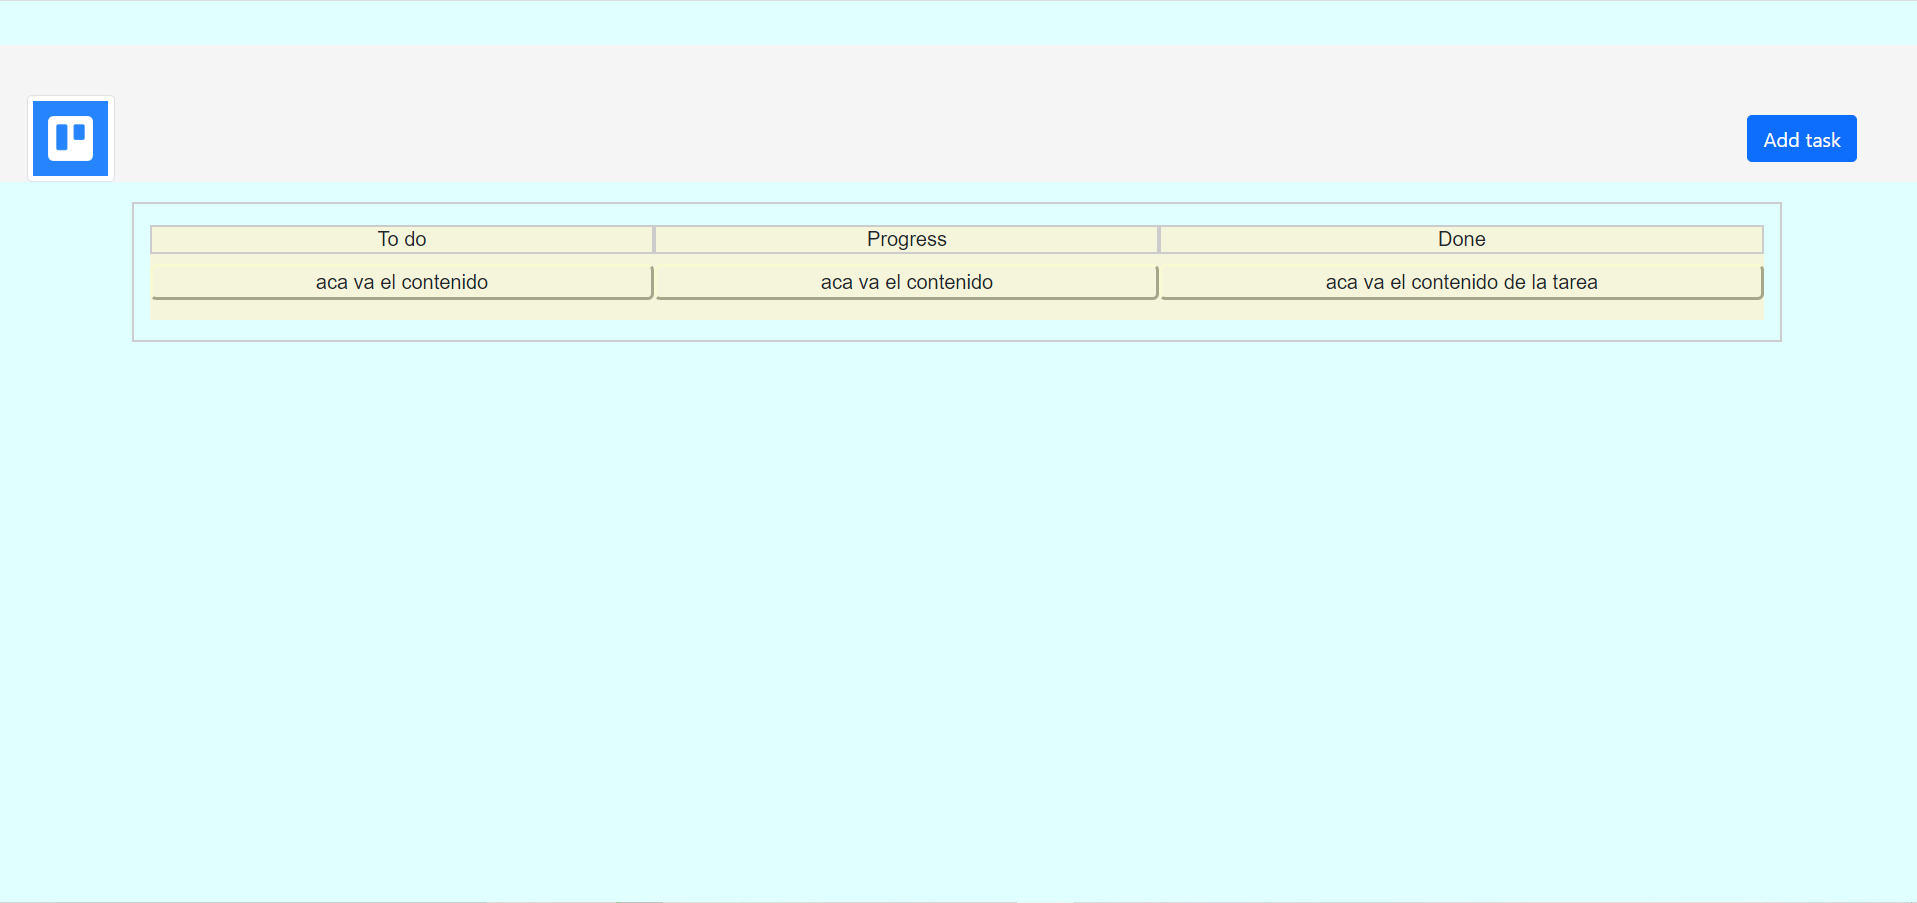 Add task
To do
Progress
Done
aca va el contenido
aca va el contenido
aca va el contenido de la tarea